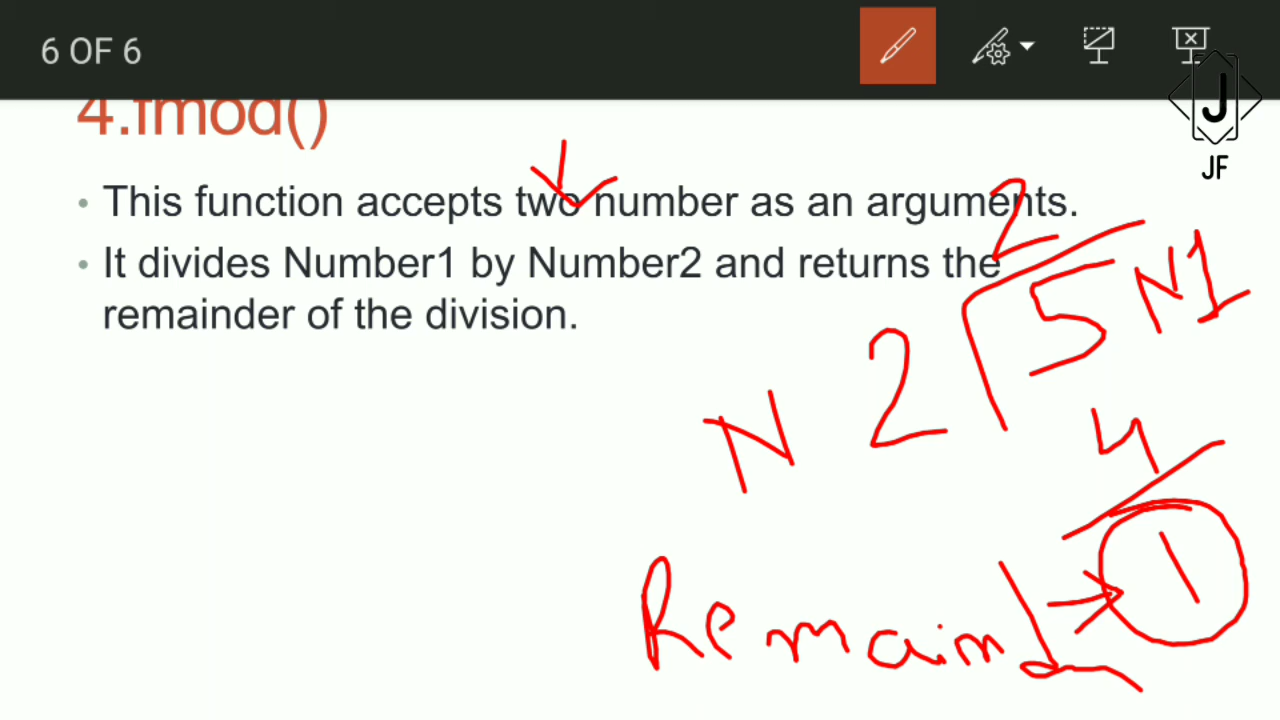 6 OF 6
J
JF
4.fmod()
• This function accepts two number as an arguments.
• It divides Number1 by Number2 and returns the
remainder of the division.
2
5 N1
N 2
4
1
Remaind